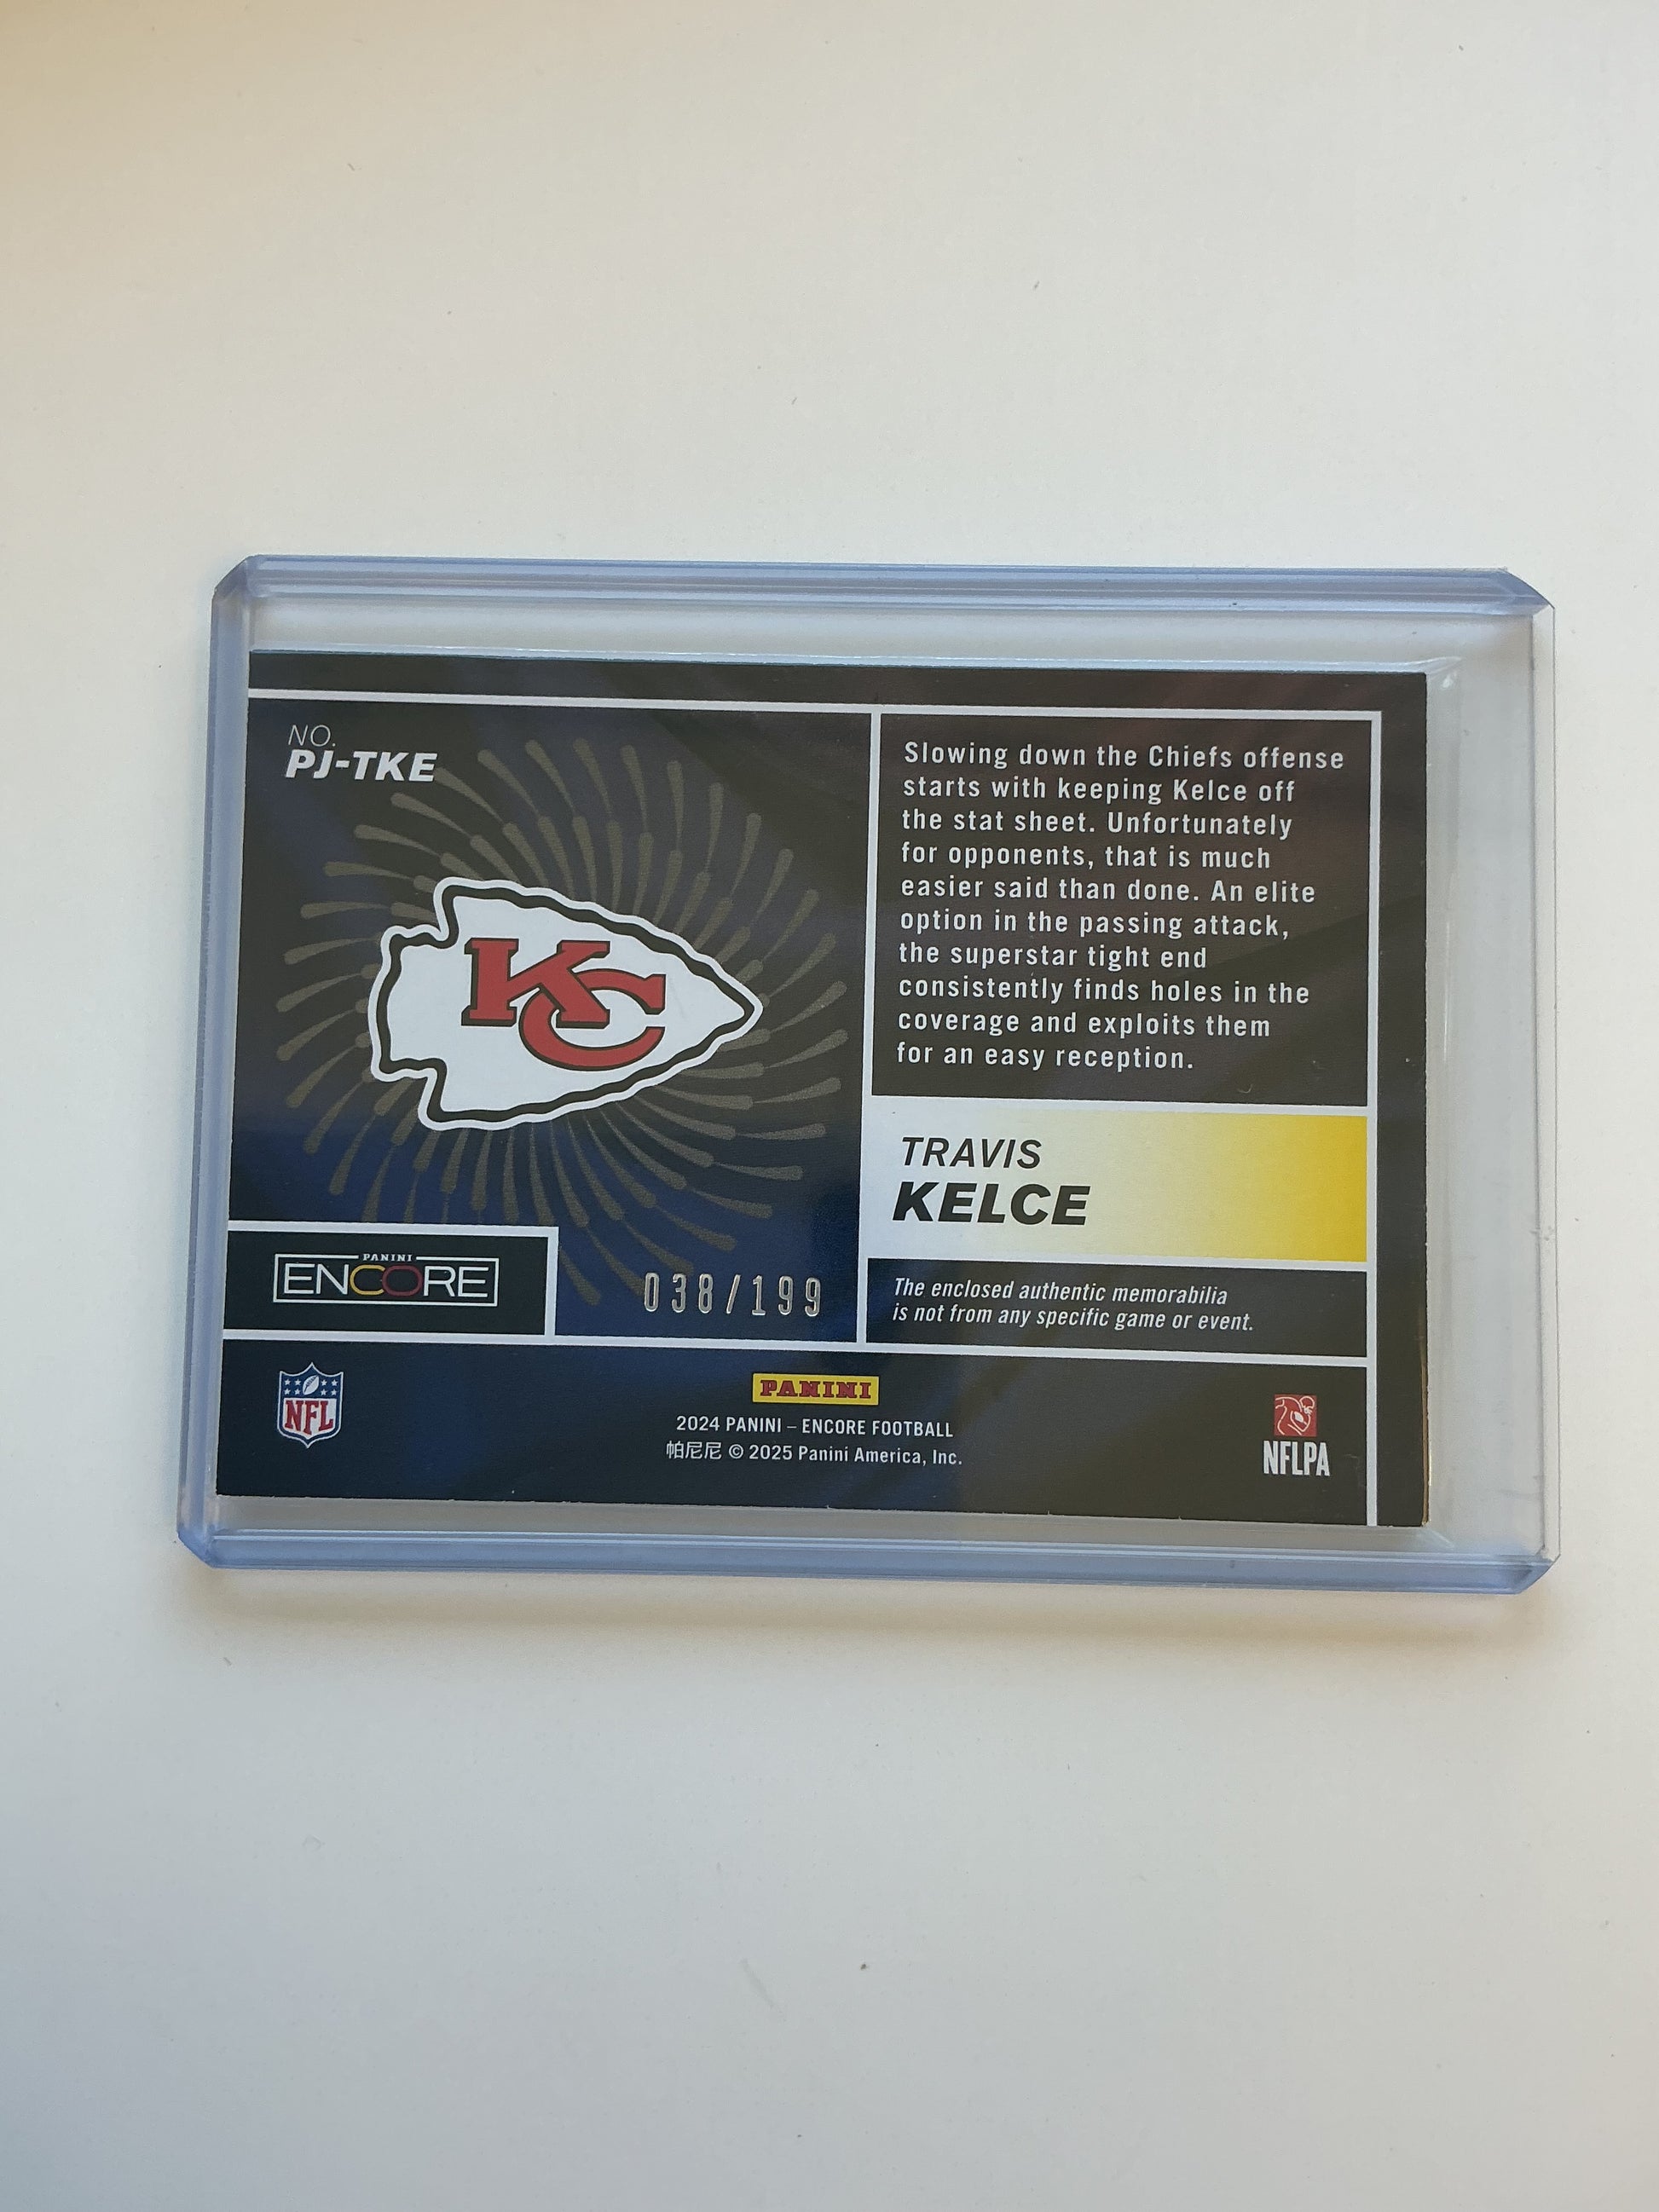 NO.
PJ-TKE
KC
Slowing down the Chiefs offense
starts with keeping Kelce off
the stat sheet. Unfortunately
for opponents, that is much
easier said than done. An elite
option in the passing attack,
the superstar tight end
consistently finds holes in the
coverage and exploits them
for an easy reception.
TRAVIS
KELCE
PANINI
ENCORE
038/199
The enclosed authentic memorabilia
is not from any specific game or event.
NFL
PANINI
2024 PANINI – ENCORE FOOTBALL
帕尼尼 © 2025 Panini America, Inc.
NFLPA